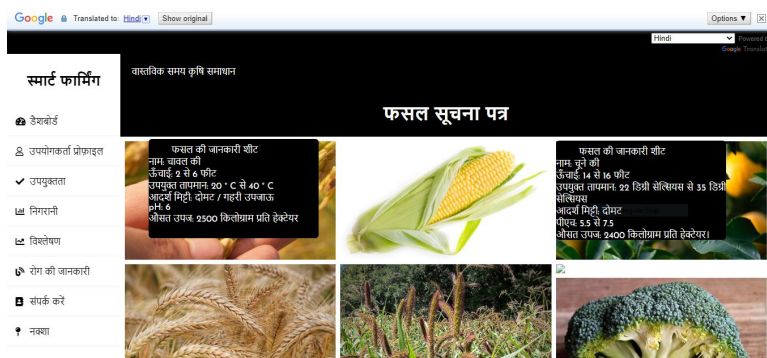 Google Translated to: Hindi Show original Options ▼
Hindi
Powered
Google Translat
स्मार्ट फार्मिंग
वास्तविक समय कृषि समाधान
फसल सूचना पत्र
डैशबोर्ड
उपयोगकर्ता प्रोफ़ाइल
उपयुक्तता
निगरानी
विश्लेषण
रोग की जानकारी
संपर्क करें
नक्शा
फसल की जानकारी शीट
नाम: चावल की
ऊँचाई: 2 से 6 फीट
उपयुक्त तापमान: 20 ° C से 40 ° C
आदर्श मिट्टी: दोमट / गहरी उपजाऊ
pH: 6
औसत उपज: 2500 किलोग्राम प्रति हेक्टेयर
फसल की जानकारी शीट
नाम: चूने की
ऊँचाई: 14 से 16 फीट
उपयुक्त तापमान: 22 डिग्री सेल्सियस से 35 डिग्री
सेल्सियस
आदर्श मिट्टी: दोमट
पीएच: 5.5 से 7.5
औसत उपज: 2400 किलोग्राम प्रति हेक्टेयर।